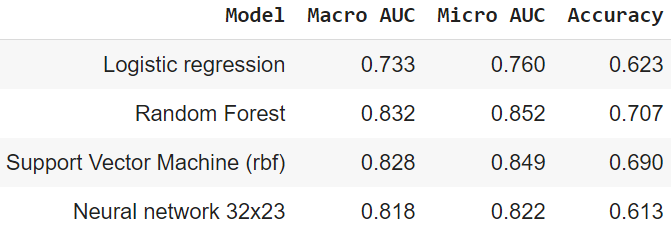 Model Macro AUC Micro AUC Accuracy
Logistic regression 0.733 0.760 0.623
Random Forest 0.832 0.852 0.707
Support Vector Machine (rbf) 0.828 0.849 0.690
Neural network 32x23 0.818 0.822 0.613